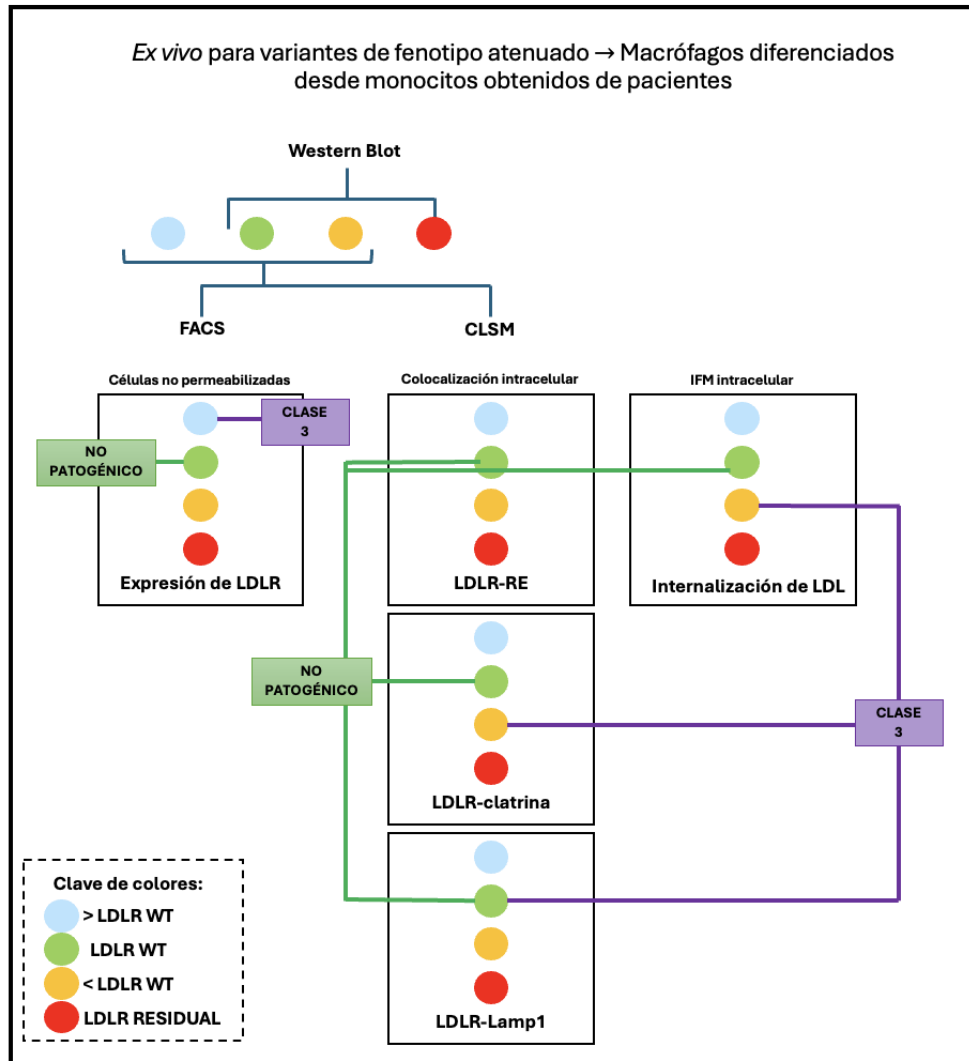 Ex vivo para variantes de fenotipo atenuado → Macrófagos diferenciados
desde monocitos obtenidos de pacientes
Western Blot
FACS
CLSM
Células no permeabilizadas
Colocalización intracelular
IFM intracelular
CLASE
3
NO
PATOGÉNICO
Expresión de LDLR
LDLR-RE
Internalización de LDL
NO
PATOGÉNICO
CLASE
3
LDLR-clatrina
LDLR-Lamp1
Clave de colores:
> LDLR WT
LDLR WT
< LDLR WT
LDLR RESIDUAL